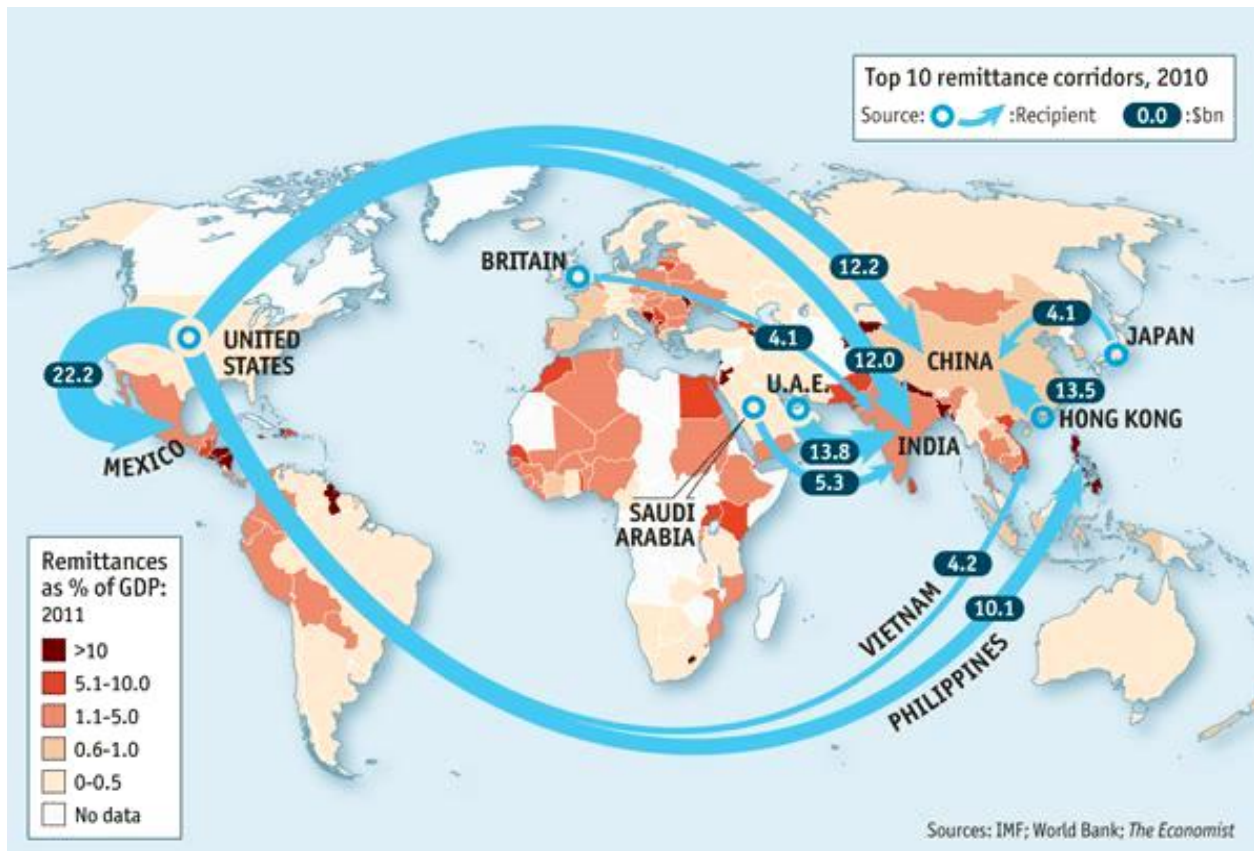 Top 10 remittance corridors, 2010
Source: :Recipient 0.0 :$bn
BRITAIN
12.2
4.1
4.1
JAPAN
UNITED
STATES
CHINA
12.0
22.2
U.A.E.
13.5
HONG KONG
MEXICO
13.8
INDIA
5.3
SAUDI
ARABIA
4.2
VIETNAM
10.1
PHILIPPINES
Remittances
as % of GDP:
2011
>10
5.1-10.0
1.1-5.0
0.6-1.0
0-0.5
No data
Sources: IMF; World Bank; The Economist